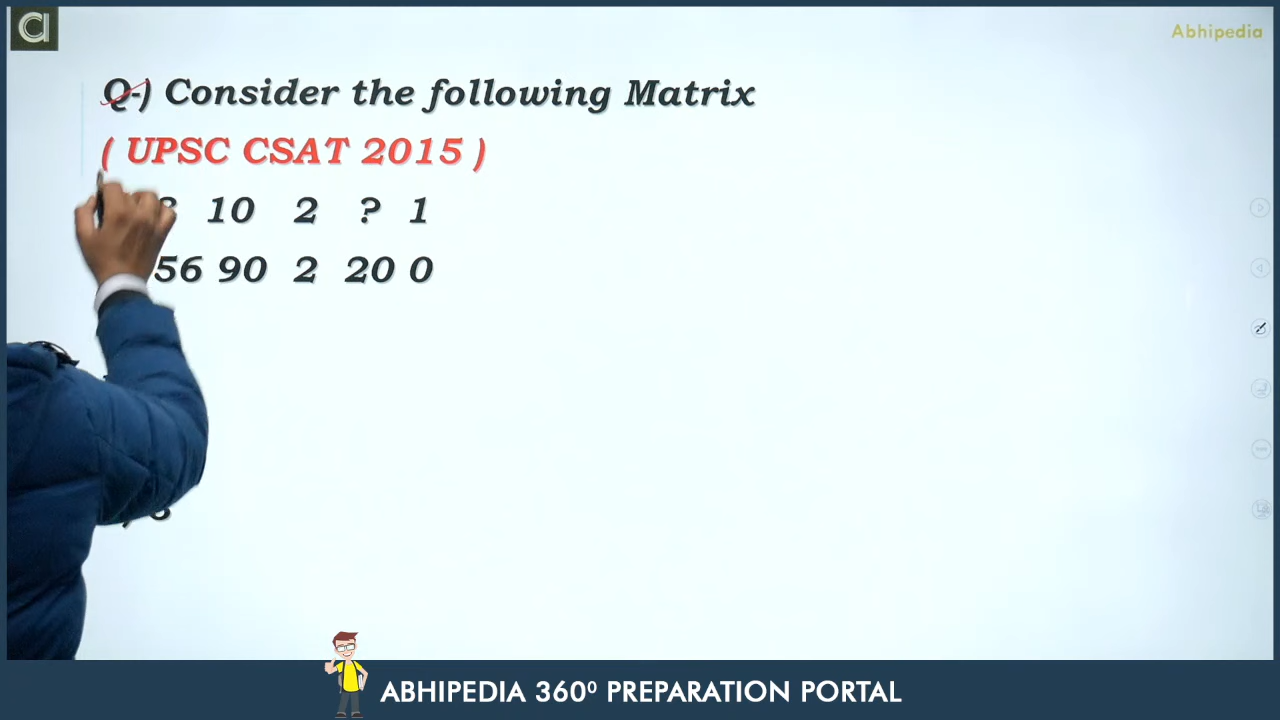 Abhipedia
Q-) Consider the following Matrix
( UPSC CSAT 2015 )
10 2 ? 1
56 90 2 20 0
ABHIPEDIA 360⁰ PREPARATION PORTAL